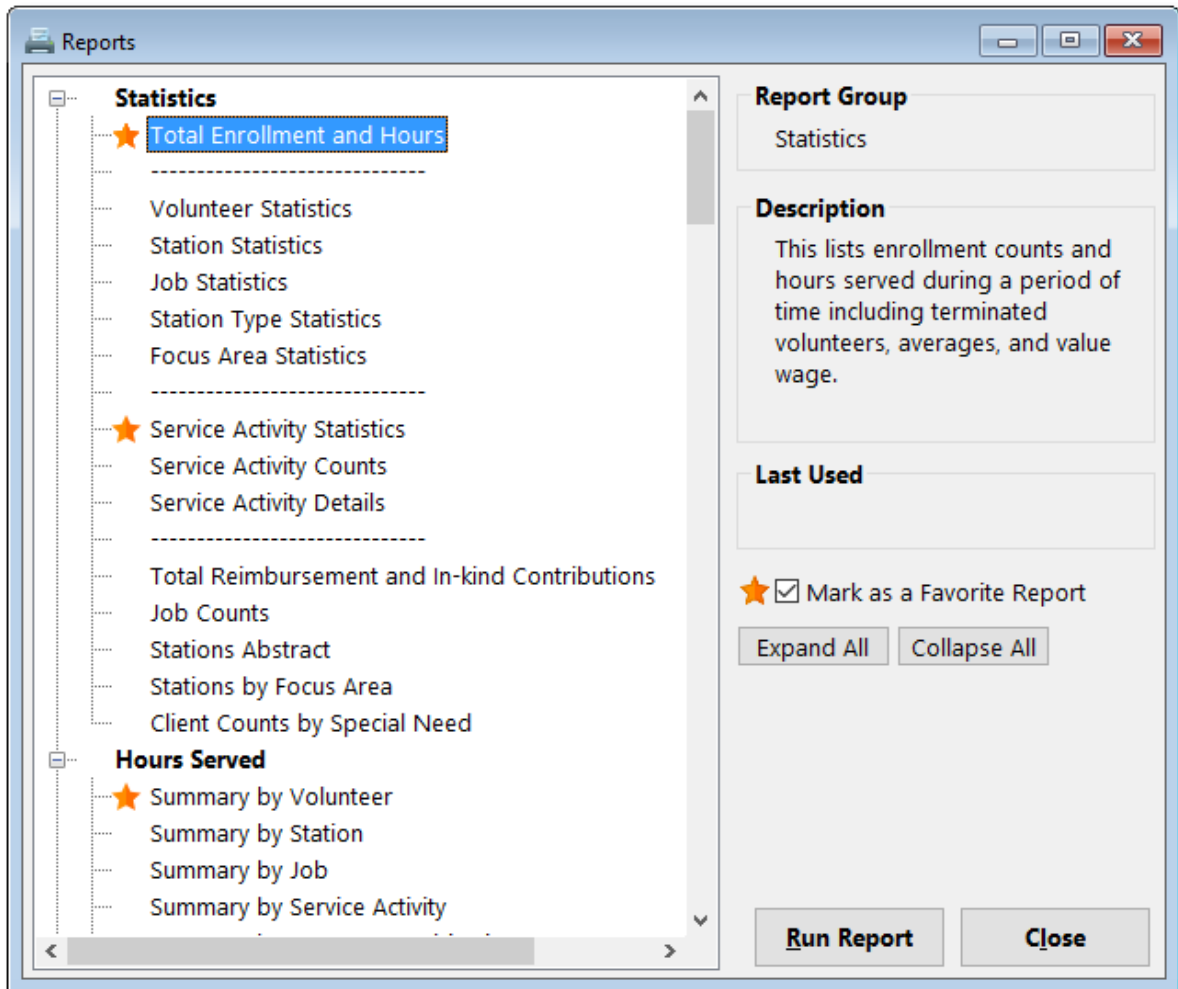 Reports
Statistics
Total Enrollment and Hours
------------------------------
Volunteer Statistics
Station Statistics
Job Statistics
Station Type Statistics
Focus Area Statistics
------------------------------
Service Activity Statistics
Service Activity Counts
Service Activity Details
------------------------------
Total Reimbursement and In-kind Contributions
Job Counts
Stations Abstract
Stations by Focus Area
Client Counts by Special Need
Hours Served
Summary by Volunteer
Summary by Station
Summary by Job
Summary by Service Activity
Report Group
Statistics
Description
This lists enrollment counts and
hours served during a period of
time including terminated
volunteers, averages, and value
wage.
Last Used
Mark as a Favorite Report
Expand All
Collapse All
Run Report
Close